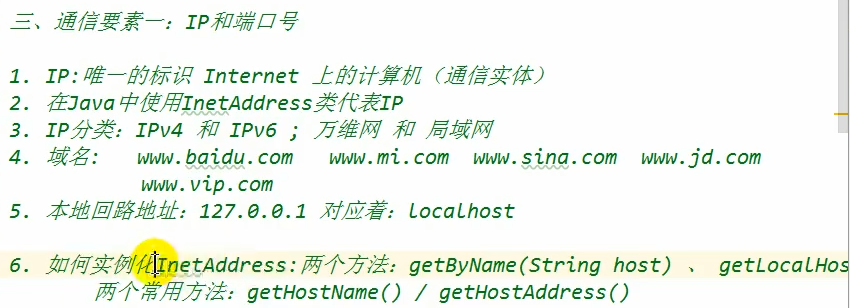 三、通信要素一：IP和端口号
1. IP:唯一的标识 Internet 上的计算机（通信实体）
2. 在Java中使用InetAddress类代表IP
3. IP分类：IPv4 和 IPv6 ; 万维网 和 局域网
4. 域名:   www.baidu.com   www.mi.com  www.sina.com  www.jd.com
www.vip.com
5. 本地回路地址：127.0.0.1 对应着：localhost
6. 如何实例化InetAddress:两个方法：getByName(String host) 、 getLocalHos
两个常用方法：getHostName() / getHostAddress()